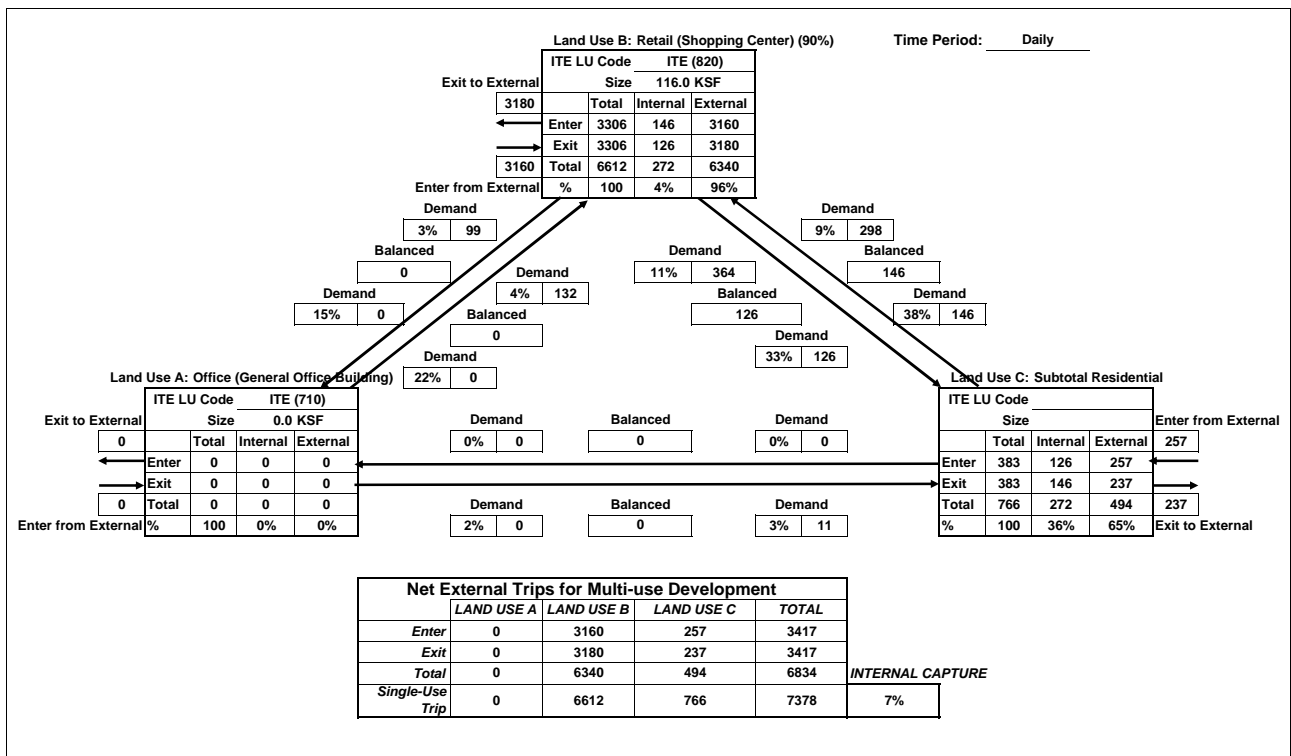 Land Use B: Retail (Shopping Center) (90%)
Time Period: Daily
ITE LU Code ITE (820)
Exit to External Size 116.0 KSF
3180 Total Internal External
Enter 3306 146 3160
Exit 3306 126 3180
3160 Total 6612 272 6340
Enter from External % 100 4% 96%
Demand
3% 99
Balanced
0
Demand
15% 0
Demand
4% 132
Balanced
0
Demand
22% 0
Demand
11% 364
Balanced
126
Demand
33% 126
Demand
9% 298
Balanced
146
Demand
38% 146
Land Use A: Office (General Office Building)
ITE LU Code ITE (710)
Exit to External Size 0.0 KSF
0 Total Internal External
Enter 0 0 0
Exit 0 0 0
0 Total 0 0 0
Enter from External % 100 0% 0%
Demand Balanced Demand
0% 0 0 0% 0
Demand Balanced Demand
2% 0 0 3% 11
Land Use C: Subtotal Residential
ITE LU Code
Size Enter from External
Total Internal External 257
Enter 383 126 257
Exit 383 146 237
Total 766 272 494 237
% 100 36% 65% Exit to External
Net External Trips for Multi-use Development
LAND USE A LAND USE B LAND USE C TOTAL
Enter 0 3160 257 3417
Exit 0 3180 237 3417
Total 0 6340 494 6834 INTERNAL CAPTURE
Single-Use
Trip 0 6612 766 7378 7%